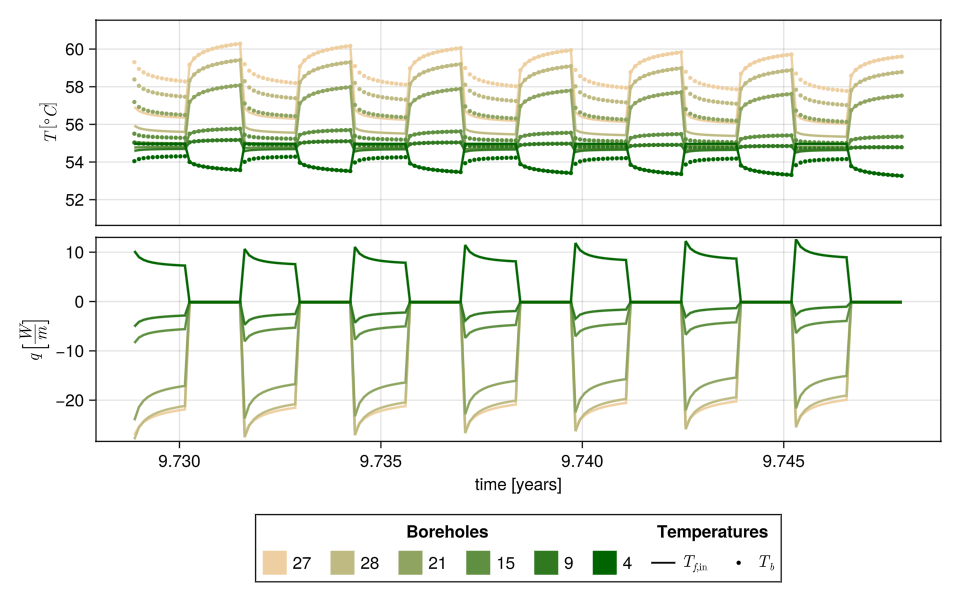 60
58
56
54
52
T [°C]
10
0
−10
−20
q [W/m]
9.730 9.735 9.740 9.745
time [years]
Boreholes Temperatures
27 28 21 15 9 4 T_f,in T_b